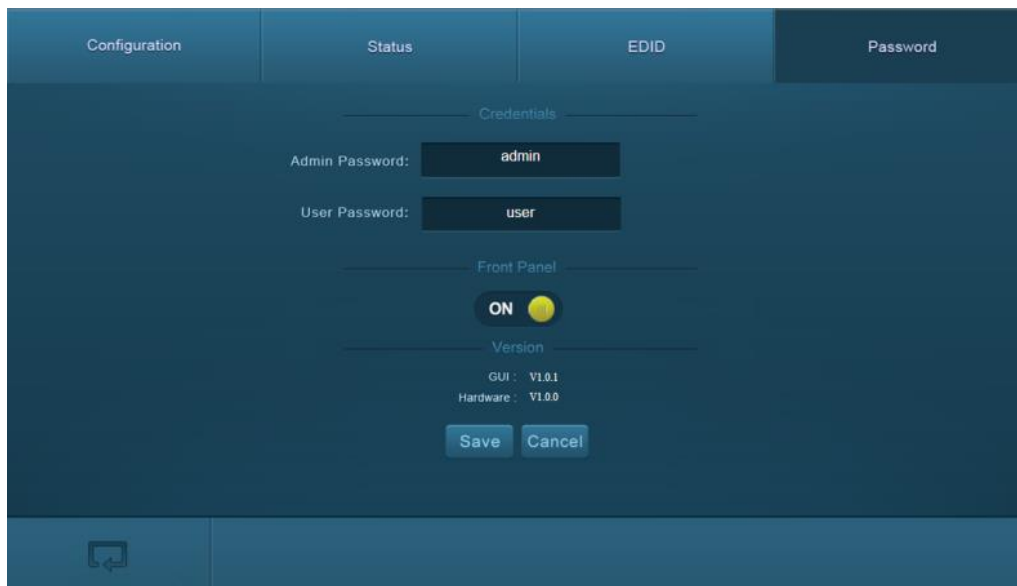 Configuration Status EDID Password
Credentials
Admin Password: admin
User Password: user
Front Panel
ON
Version
GUI : V1.0.1
Hardware : V1.0.0
Save Cancel